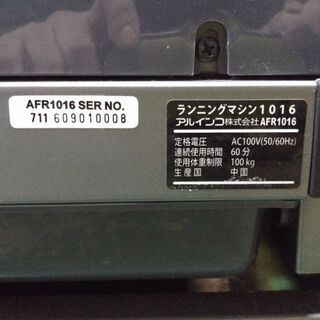 AFR1016 SER NO.
711 609010008
ランニングマシン1016
アルインコ株式会社 AFR1016
定格電圧 AC100V(50/60Hz)
連続使用時間 60分
使用体重制限 100kg
生産国 中国